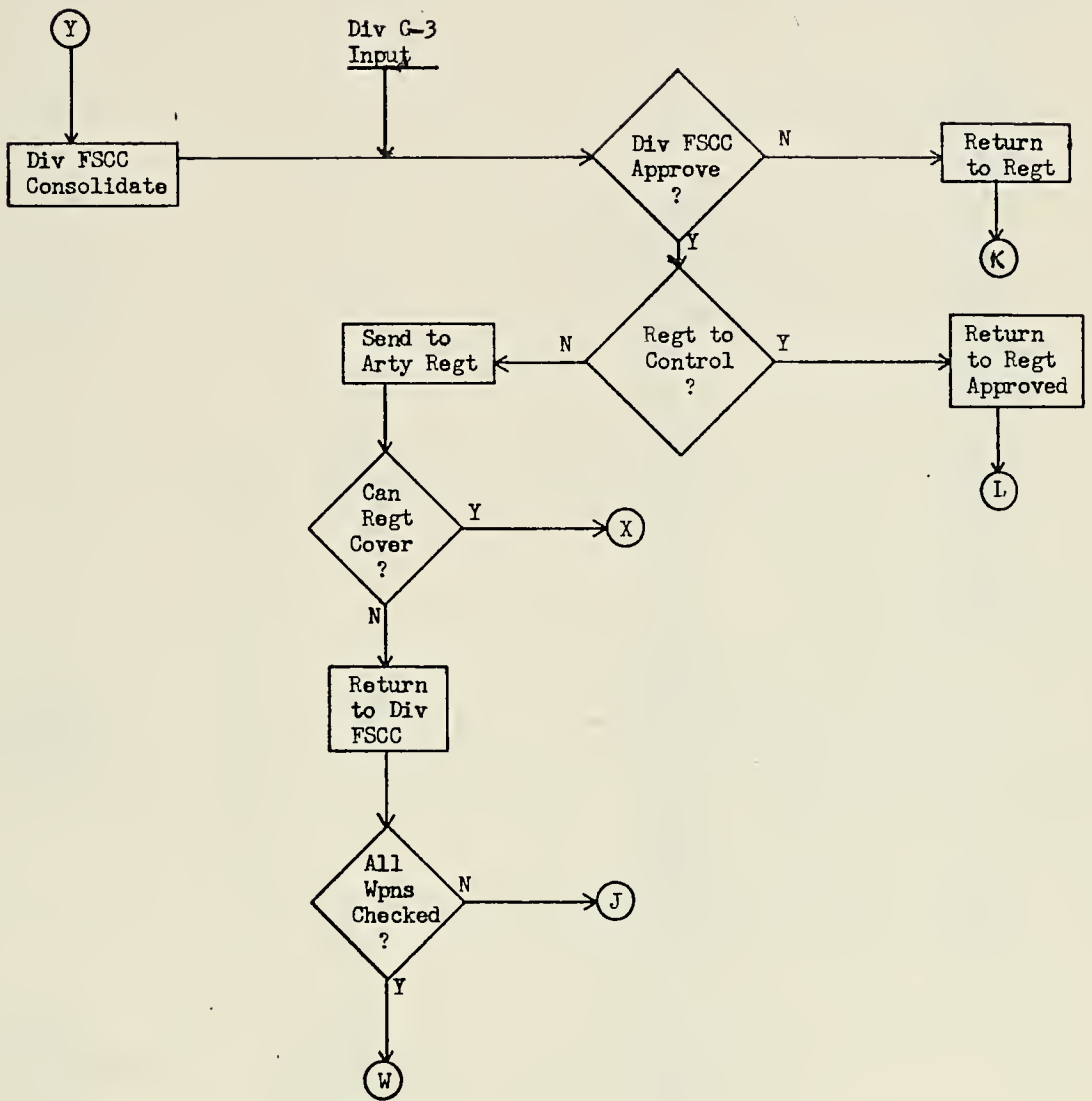 Y
Div G-3
Input
Div FSCC
Consolidate
Div FSCC
Approve
?
N
Return
to Regt
K
Y
Regt to
Control
?
N
Send to
Arty Regt
Y
Return
to Regt
Approved
L
Can
Regt
Cover
?
Y
X
N
Return
to Div
FSCC
All
Wpns
Checked
?
N
J
Y
W